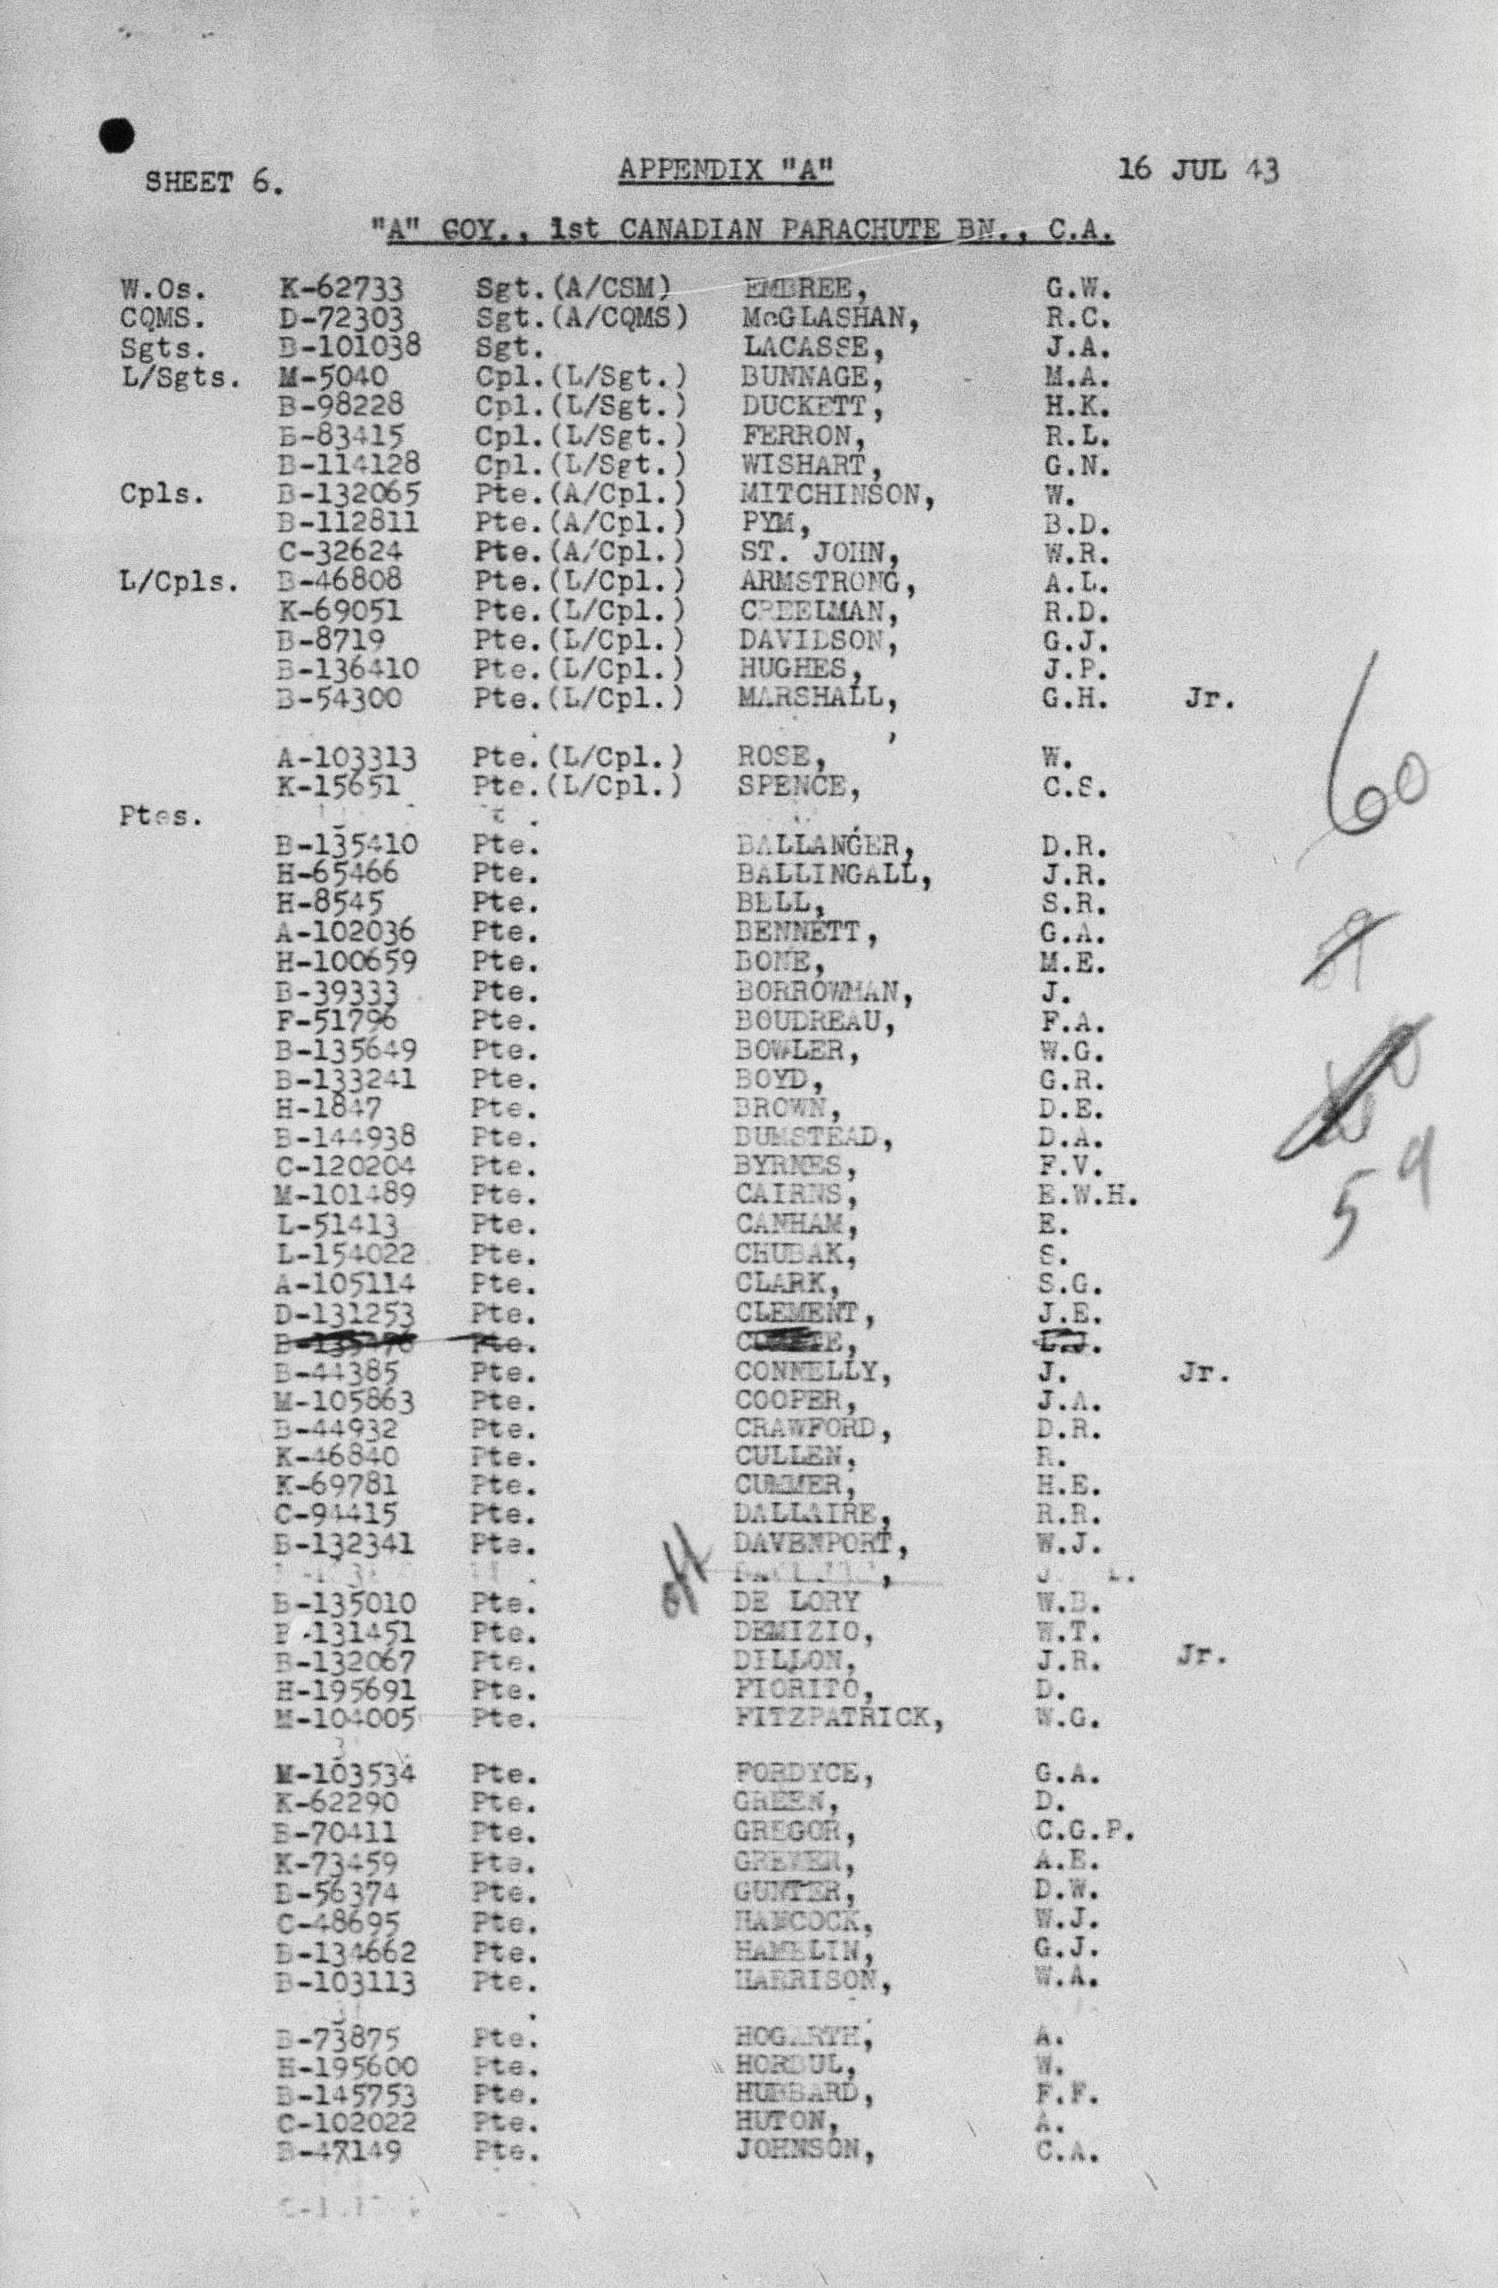 SHEET 6. APPENDIX "A" 16 JUL 43
"A" COY., 1st CANADIAN PARACHUTE BN., C.A.
W.Os. K-62733 Sgt.(A/CSM) EMBREE, G.W.
CQMS. D-72303 Sgt.(A/CQMS) McGLASHAN, R.C.
Sgts. B-101038 Sgt. LACASSE, J.A.
L/Sgts. M-5040 Cpl.(L/Sgt.) BUNNAGE, M.A.
B-98228 Cpl.(L/Sgt.) DUCKETT, H.K.
B-83415 Cpl.(L/Sgt.) FERRON, R.L.
B-114128 Cpl.(L/Sgt.) WISHART, G.N.
Cpls. B-132065 Pte.(A/Cpl.) MITCHINSON, W.
B-112811 Pte.(A/Cpl.) PYM, B.D.
C-32624 Pte.(A/Cpl.) ST. JOHN, W.R.
L/Cpls. B-46808 Pte.(L/Cpl.) ARMSTRONG, A.L.
K-69051 Pte.(L/Cpl.) CREELMAN, R.D.
B-8719 Pte.(L/Cpl.) DAVIDSON, G.J.
B-136410 Pte.(L/Cpl.) HUGHES, J.P.
B-54300 Pte.(L/Cpl.) MARSHALL, G.H. Jr.
A-103313 Pte.(L/Cpl.) ROSE, W.
K-15651 Pte.(L/Cpl.) SPENCE, C.S.
60
Ptes.
B-135410 Pte. BALLANGER, D.R.
H-65466 Pte. BALLINGALL, J.R.
H-8545 Pte. BELL, S.R.
A-102036 Pte. BENNETT, G.A.
H-100659 Pte. BONE, M.E.
59
B-39333 Pte. BORROWMAN, J.
F-51796 Pte. BOUDREAU, F.A.
B-135649 Pte. BOWLER, W.G.
B-133241 Pte. BOYD, G.R.
H-1847 Pte. BROWN, D.E.
B-144938 Pte. BUMSTEAD, D.A.
C-120204 Pte. BYRNES, F.V.
M-101489 Pte. CAIRNS, E.W.H.
59
L-51413 Pte. CANHAM, E.
L-154022 Pte. CHUBAK, S.
A-105114 Pte. CLARK, S.G.
D-131253 Pte. CLEMENT, J.E.
Pte.
B-44385 Pte. CONNELLY, J. Jr.
M-105863 Pte. COOPER, J.A.
B-44932 Pte. CRAWFORD, D.R.
K-46840 Pte. CULLEN, R.
K-69781 Pte. CUMMER, H.E.
C-94415 Pte. DALLAIRE, R.R.
B-132341 Pte. DAVENPORT, W.J.
off
B-135010 Pte. DE LORY W.B.
-131451 Pte. DEMIZIO, W.T.
B-132067 Pte. DILLON, J.R. Jr.
H-195691 Pte. FIORITO, D.
M-104005 Pte. FITZPATRICK, W.G.
M-103534 Pte. FORDYCE, G.A.
K-62290 Pte. GREEN, D.
B-70411 Pte. GREGOR, C.G.P.
K-73459 Pte. GREWER, A.E.
B-56374 Pte. GUNTER, D.W.
C-48695 Pte. HANCOCK, W.J.
B-134662 Pte. HAMELIN, G.J.
B-103113 Pte. HARRISON, W.A.
B-73875 Pte. HOGARTH, A.
H-195600 Pte. HORBUL, W.
B-145753 Pte. HUBBARD, F.F.
C-102022 Pte. HUTON, A.
Pte. JOHNSON, C.A.